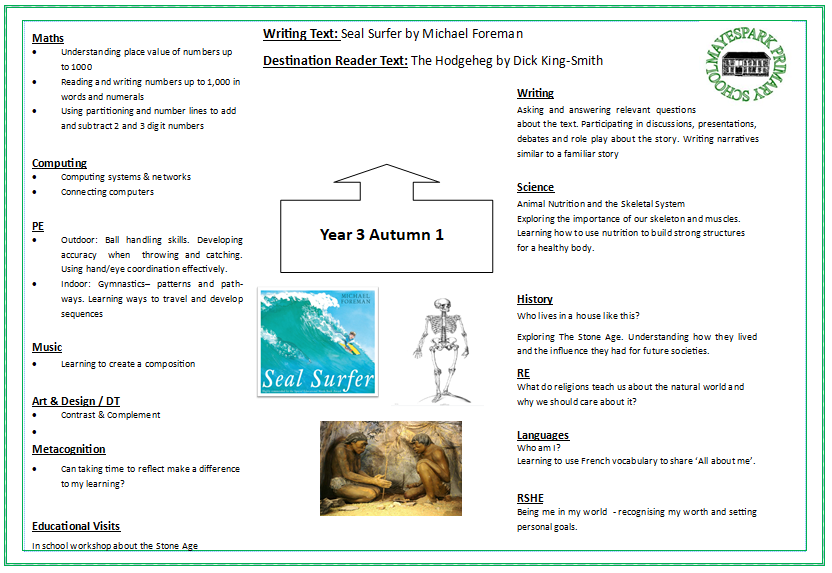 Writing Text: Seal Surfer by Michael Foreman
Destination Reader Text: The Hodgeheg by Dick King-Smith
MAYESPARK PRIMARY SCHOOL
Maths
Understanding place value of numbers up
to 1000
Reading and writing numbers up to 1,000 in
words and numerals
Using partitioning and number lines to add
and subtract 2 and 3 digit numbers
Computing
Computing systems & networks
Connecting computers
PE
Outdoor: Ball handling skills. Developing
accuracy when throwing and catching.
Using hand/eye coordination effectively.
Indoor: Gymnastics– patterns and path-
ways. Learning ways to travel and develop
sequences
Music
Learning to create a composition
Art & Design / DT
Contrast & Complement
Metacognition
Can taking time to reflect make a difference
to my learning?
Educational Visits
In school workshop about the Stone Age
Year 3 Autumn 1
MICHAEL
FOREMAN
Seal Surfer
Writing
Asking and answering relevant questions
about the text. Participating in discussions, presentations,
debates and role play about the story. Writing narratives
similar to a familiar story
Science
Animal Nutrition and the Skeletal System
Exploring the importance of our skeleton and muscles.
Learning how to use nutrition to build strong structures
for a healthy body.
History
Who lives in a house like this?
Exploring The Stone Age. Understanding how they lived
and the influence they had for future societies.
RE
What do religions teach us about the natural world and
why we should care about it?
Languages
Who am I?
Learning to use French vocabulary to share ‘All about me’.
RSHE
Being me in my world - recognising my worth and setting
personal goals.